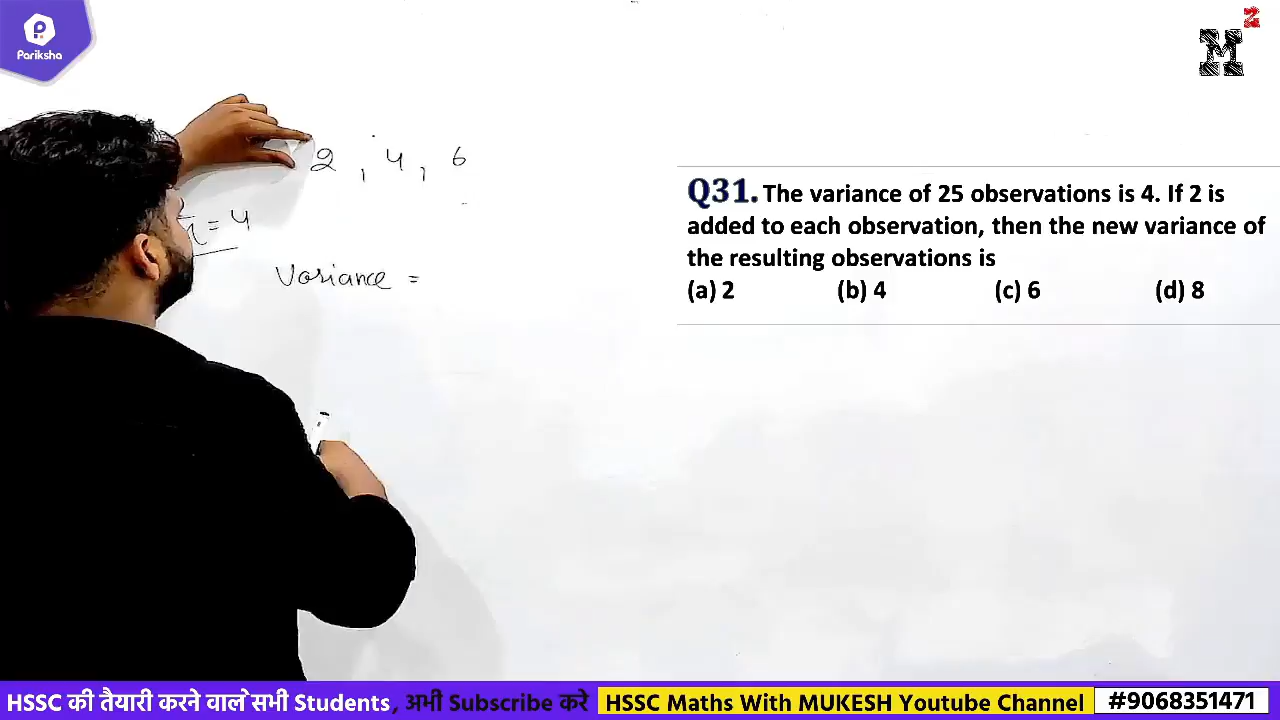 Pariksha
M²
2, 4, 6
= 4
Variance =
Q31. The variance of 25 observations is 4. If 2 is
added to each observation, then the new variance of
the resulting observations is
(a) 2 (b) 4 (c) 6 (d) 8
HSSC की तैयारी करने वाले सभी Students, अभी Subscribe करे HSSC Maths With MUKESH Youtube Channel #9068351471